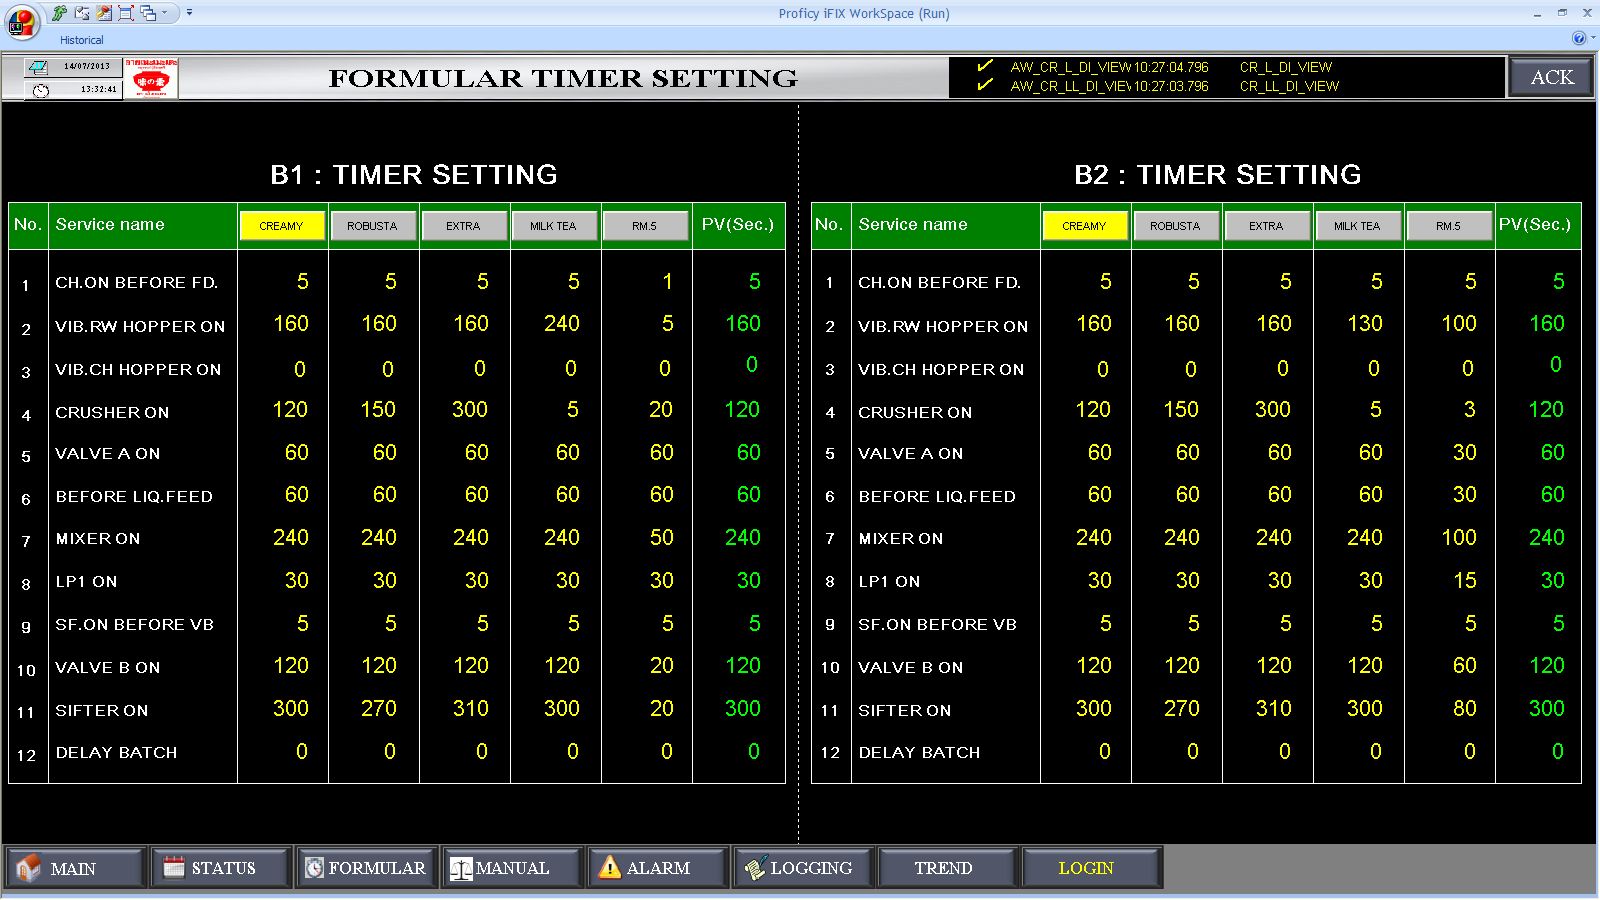 Proficy iFIX WorkSpace (Run)
Historical
14/07/2013
13:32:41
味の素
FORMULAR TIMER SETTING
AW_CR_L_DI_VIEW 10:27:04.796 CR_L_DI_VIEW
AW_CR_LL_DI_VIEV 10:27:03.796 CR_LL_DI_VIEW
ACK
B1 : TIMER SETTING
No. Service name CREAMY ROBUSTA EXTRA MILK TEA RM.5 PV(Sec.)
1 CH.ON BEFORE FD. 5 5 5 5 1 5
2 VIB.RW HOPPER ON 160 160 160 240 5 160
3 VIB.CH HOPPER ON 0 0 0 0 0 0
4 CRUSHER ON 120 150 300 5 20 120
5 VALVE A ON 60 60 60 60 60 60
6 BEFORE LIQ.FEED 60 60 60 60 60 60
7 MIXER ON 240 240 240 240 50 240
8 LP1 ON 30 30 30 30 30 30
9 SF.ON BEFORE VB 5 5 5 5 5 5
10 VALVE B ON 120 120 120 120 20 120
11 SIFTER ON 300 270 310 300 20 300
12 DELAY BATCH 0 0 0 0 0 0
B2 : TIMER SETTING
No. Service name CREAMY ROBUSTA EXTRA MILK TEA RM.5 PV(Sec.)
1 CH.ON BEFORE FD. 5 5 5 5 5 5
2 VIB.RW HOPPER ON 160 160 160 130 100 160
3 VIB.CH HOPPER ON 0 0 0 0 0 0
4 CRUSHER ON 120 150 300 5 3 120
5 VALVE A ON 60 60 60 60 30 60
6 BEFORE LIQ.FEED 60 60 60 60 30 60
7 MIXER ON 240 240 240 240 100 240
8 LP1 ON 30 30 30 30 15 30
9 SF.ON BEFORE VB 5 5 5 5 5 5
10 VALVE B ON 120 120 120 120 60 120
11 SIFTER ON 300 270 310 300 80 300
12 DELAY BATCH 0 0 0 0 0 0
MAIN STATUS FORMULAR MANUAL ALARM LOGGING TREND LOGIN